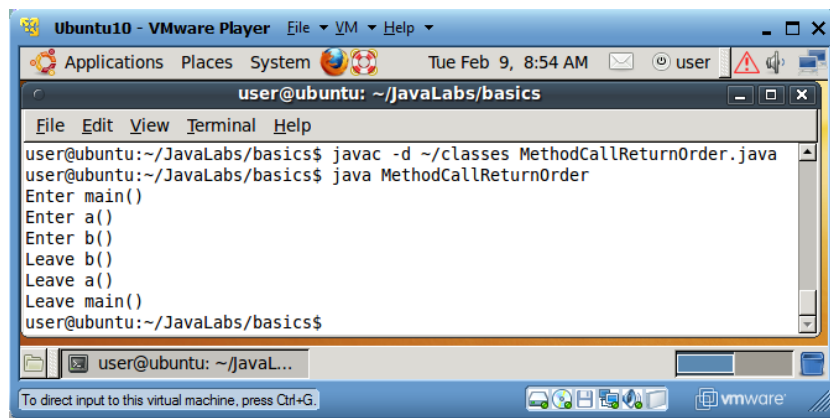 Ubuntu10 - VMware Player File VM Help
Applications Places System Tue Feb 9, 8:54 AM user
user@ubuntu: ~/JavaLabs/basics
File Edit View Terminal Help
user@ubuntu:~/JavaLabs/basics$ javac -d ~/classes MethodCallReturnOrder.java
user@ubuntu:~/JavaLabs/basics$ java MethodCallReturnOrder
Enter main()
Enter a()
Enter b()
Leave b()
Leave a()
Leave main()
user@ubuntu:~/JavaLabs/basics$
user@ubuntu: ~/JavaL...
To direct input to this virtual machine, press Ctrl+G.
vmware